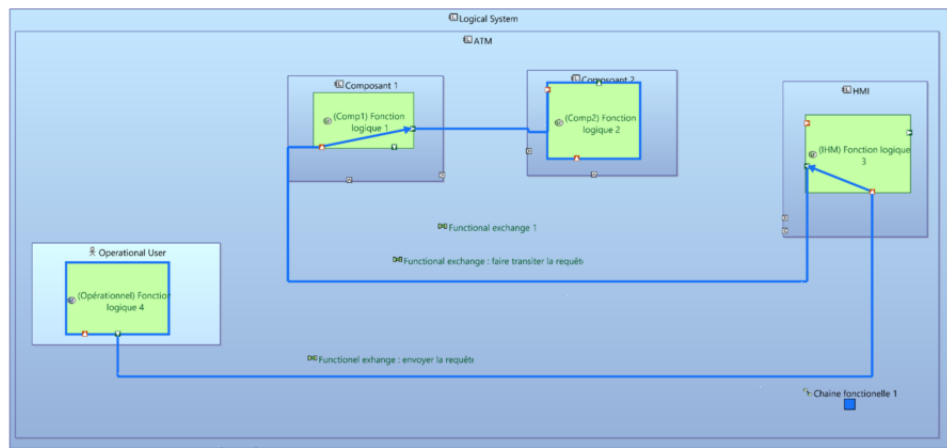 Logical System
ATM
Composant 1
Composant 2
HMI
(Comp1) Fonction
logique 1
(Comp2) Fonction
logique 2
(IHM) Fonction logique
3
Functional exchange 1
Operational User
Functional exchange : faire transiter la requête
(Opérationnel) Fonction
logique 4
Functionel exhange : envoyer la requête
Chaine fonctionelle 1